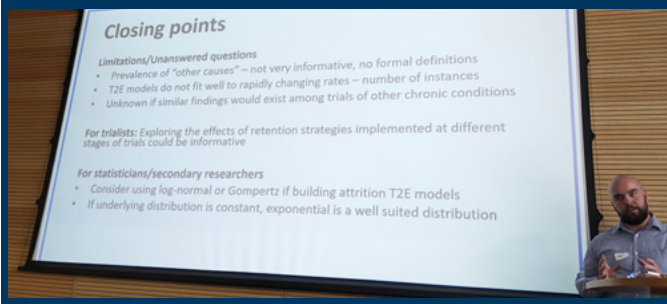 Closing points
Limitations/Unanswered questions
• Prevalence of "other causes" – not very informative, no formal definitions
• T2E models do not fit well to rapidly changing rates – number of instances
• Unknown if similar findings would exist among trials of other chronic conditions
For trialists: Exploring the effects of retention strategies implemented at different
stages of trials could be informative
For statisticians/secondary researchers
• Consider using log-normal or Gompertz if building attrition T2E models
• If underlying distribution is constant, exponential is a well suited distribution